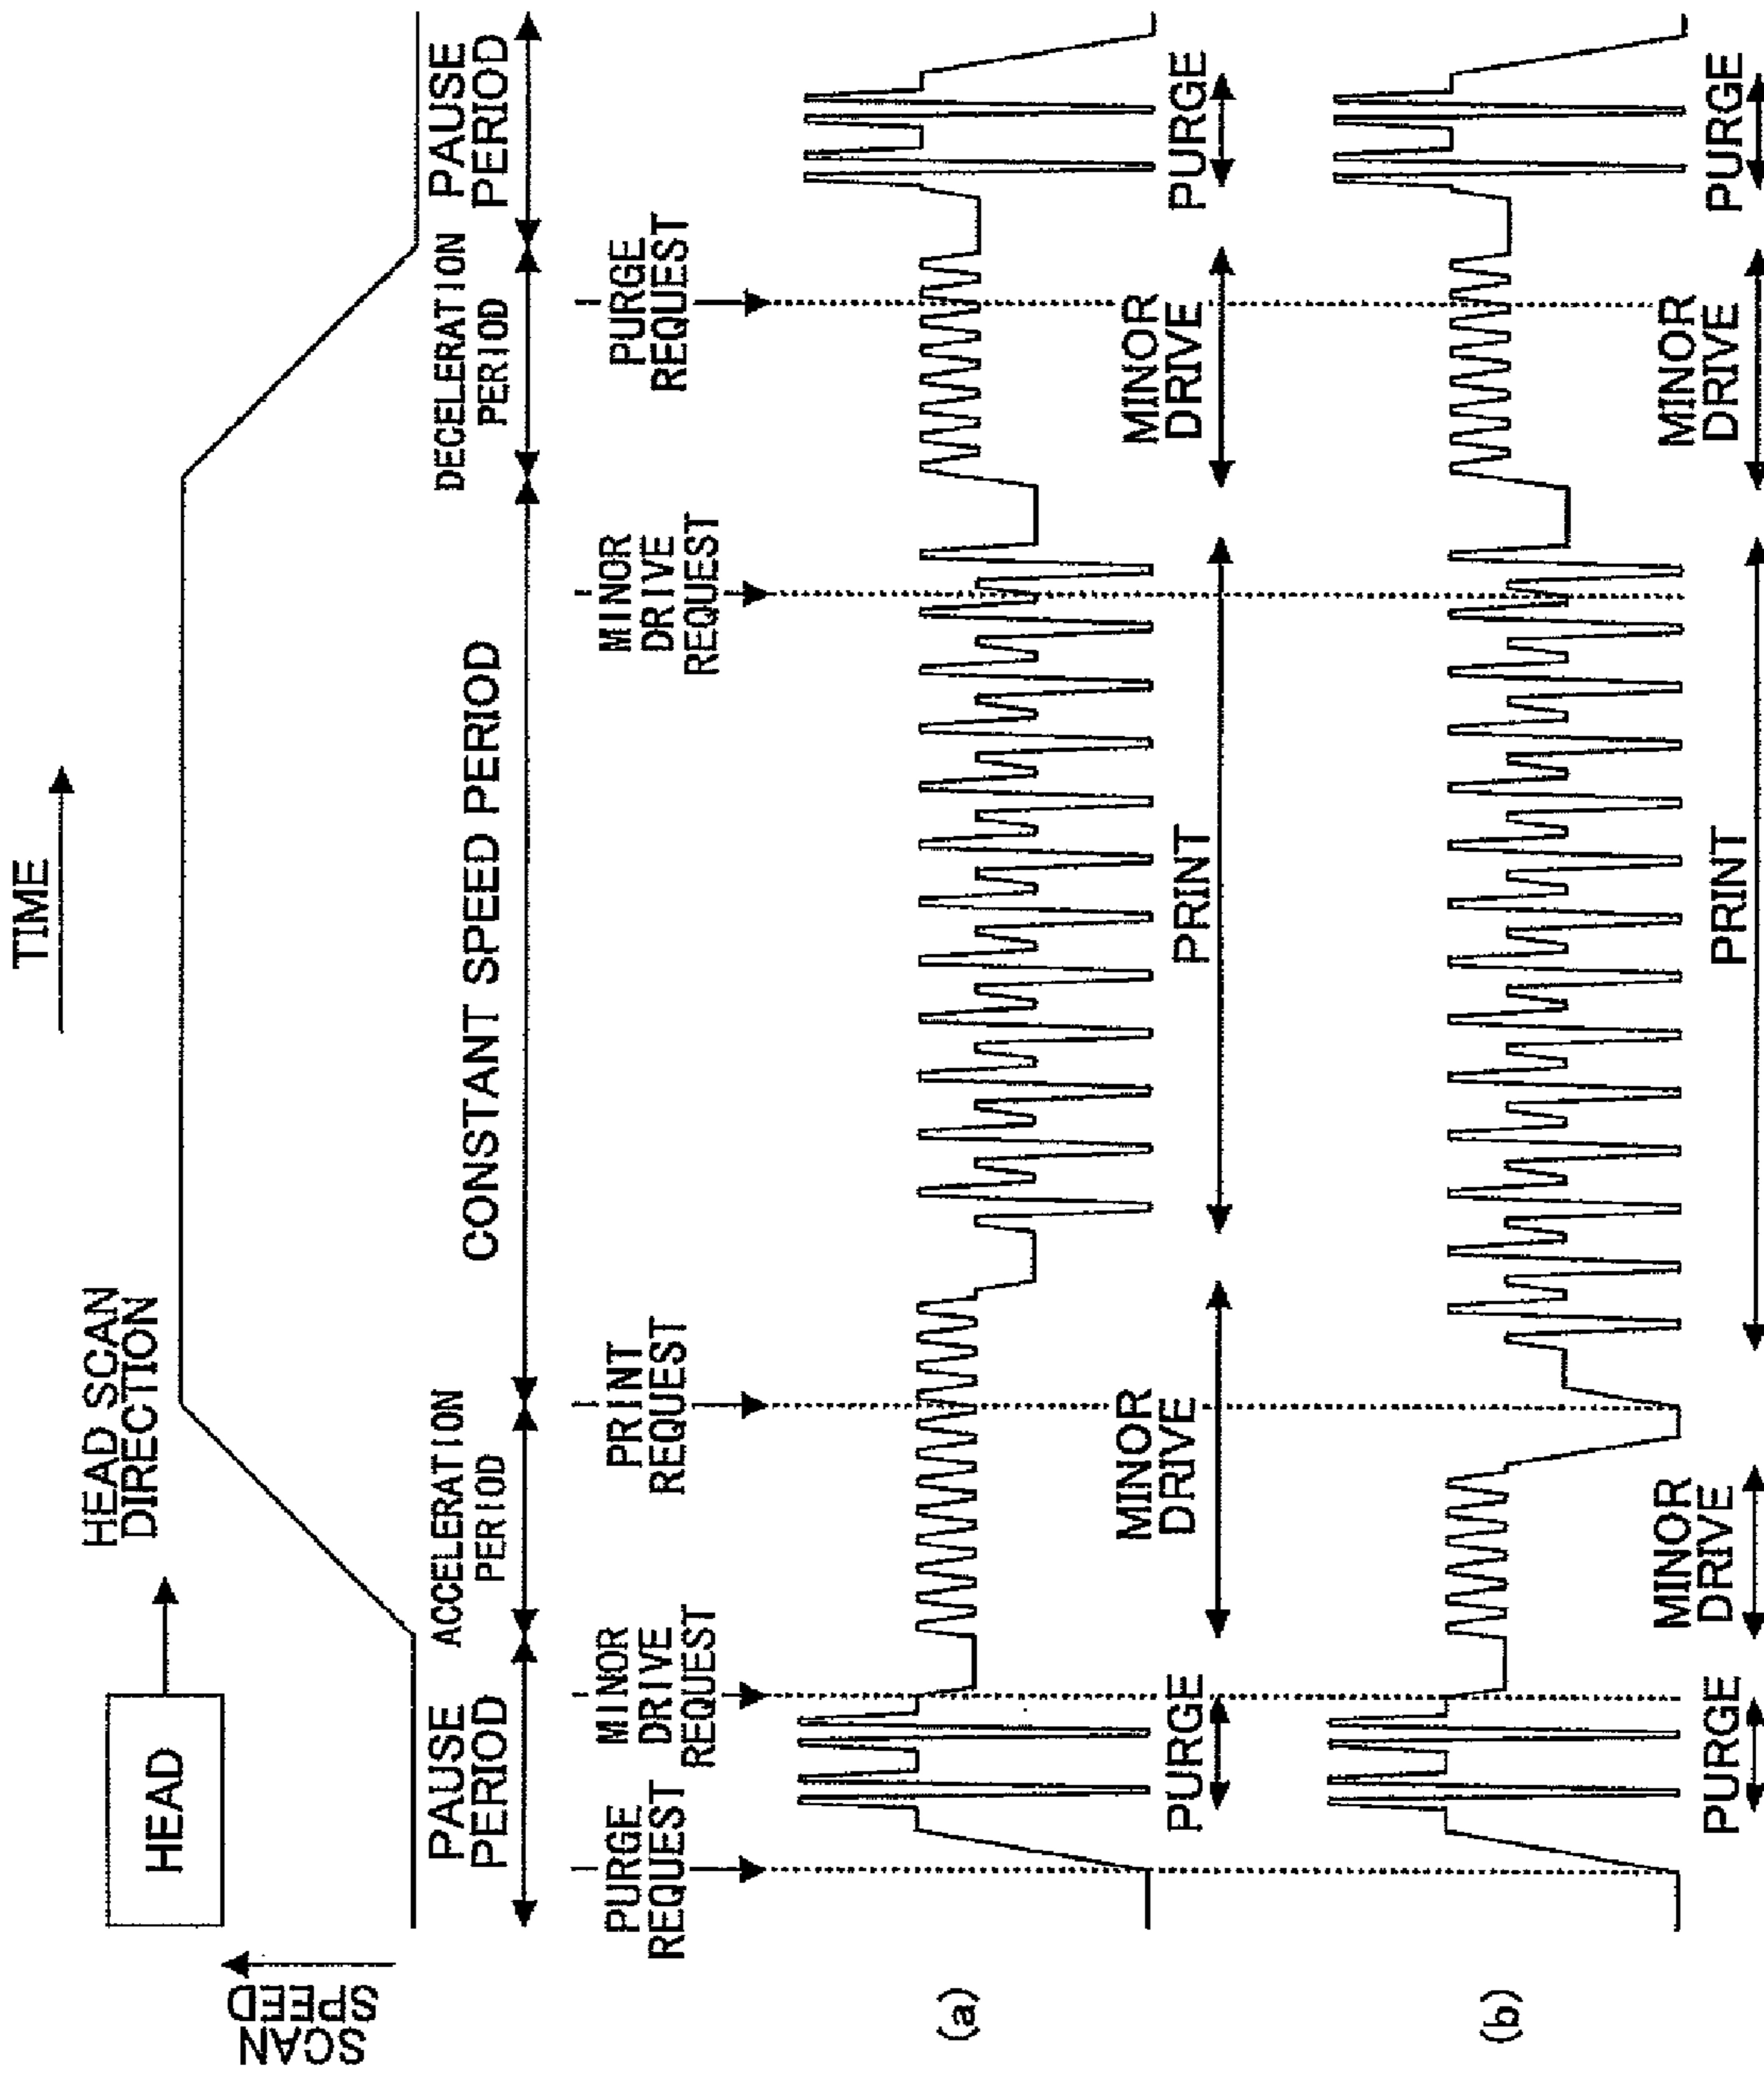 TIME
HEAD SCAN
DIRECTION
HEAD
SCAN
SPEED
PAUSE
PERIOD
ACCELERATION
PERIOD
CONSTANT SPEED PERIOD
DECELERATION
PERIOD
PAUSE
PERIOD
PURGE
REQUEST
MINOR
DRIVE
REQUEST
PRINT
REQUEST
MINOR
DRIVE
REQUEST
PURGE
REQUEST
(a)
PURGE
MINOR
DRIVE
PRINT
MINOR
DRIVE
PURGE
(b)
PURGE
MINOR
DRIVE
PRINT
MINOR
DRIVE
PURGE